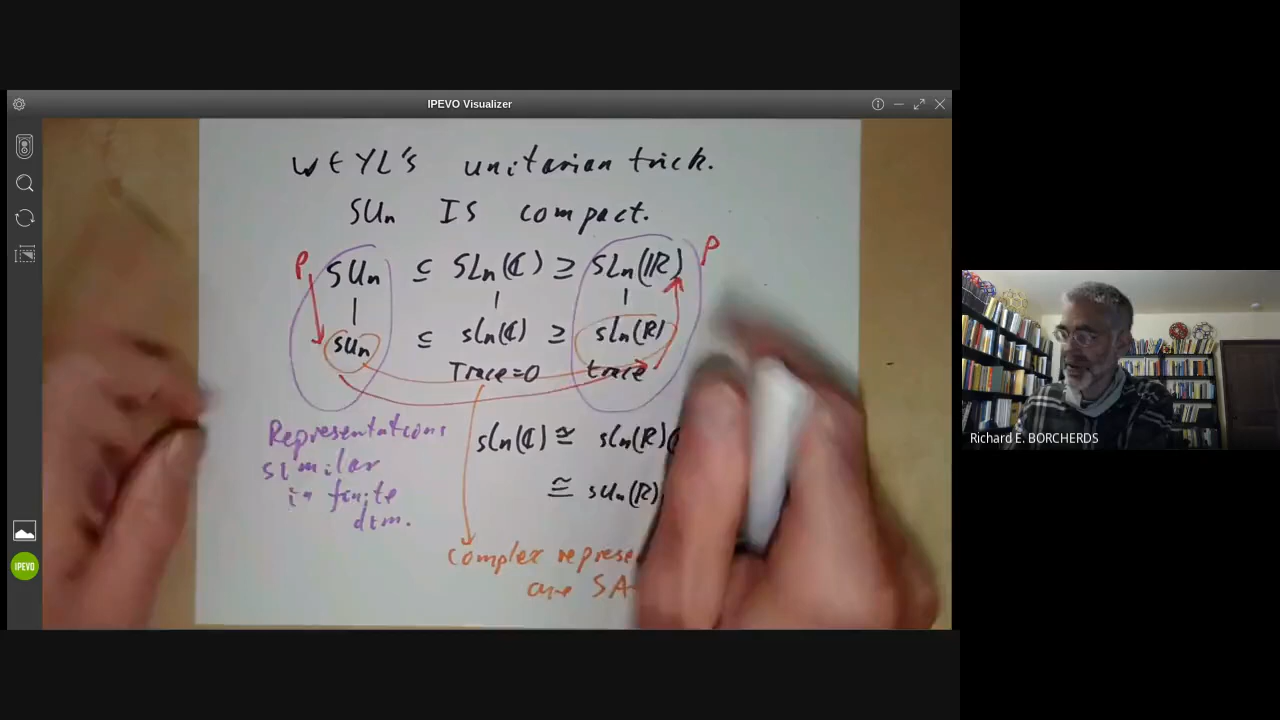 IPEVO Visualizer
WEYL's unitarian trick.
SUn IS compact.
P P
SUn ⊆ SLn(ℂ) ≥ SLn(ℝ)
sun ⊆ sln(ℂ) ≥ sln(R)
Trace=0 trace
Representations
similar
in finite
dim.
sln(ℂ) ≅ sln(R)
≅ sun(R)
complex represe
are SA
IPEVO
Richard E. BORCHERDS